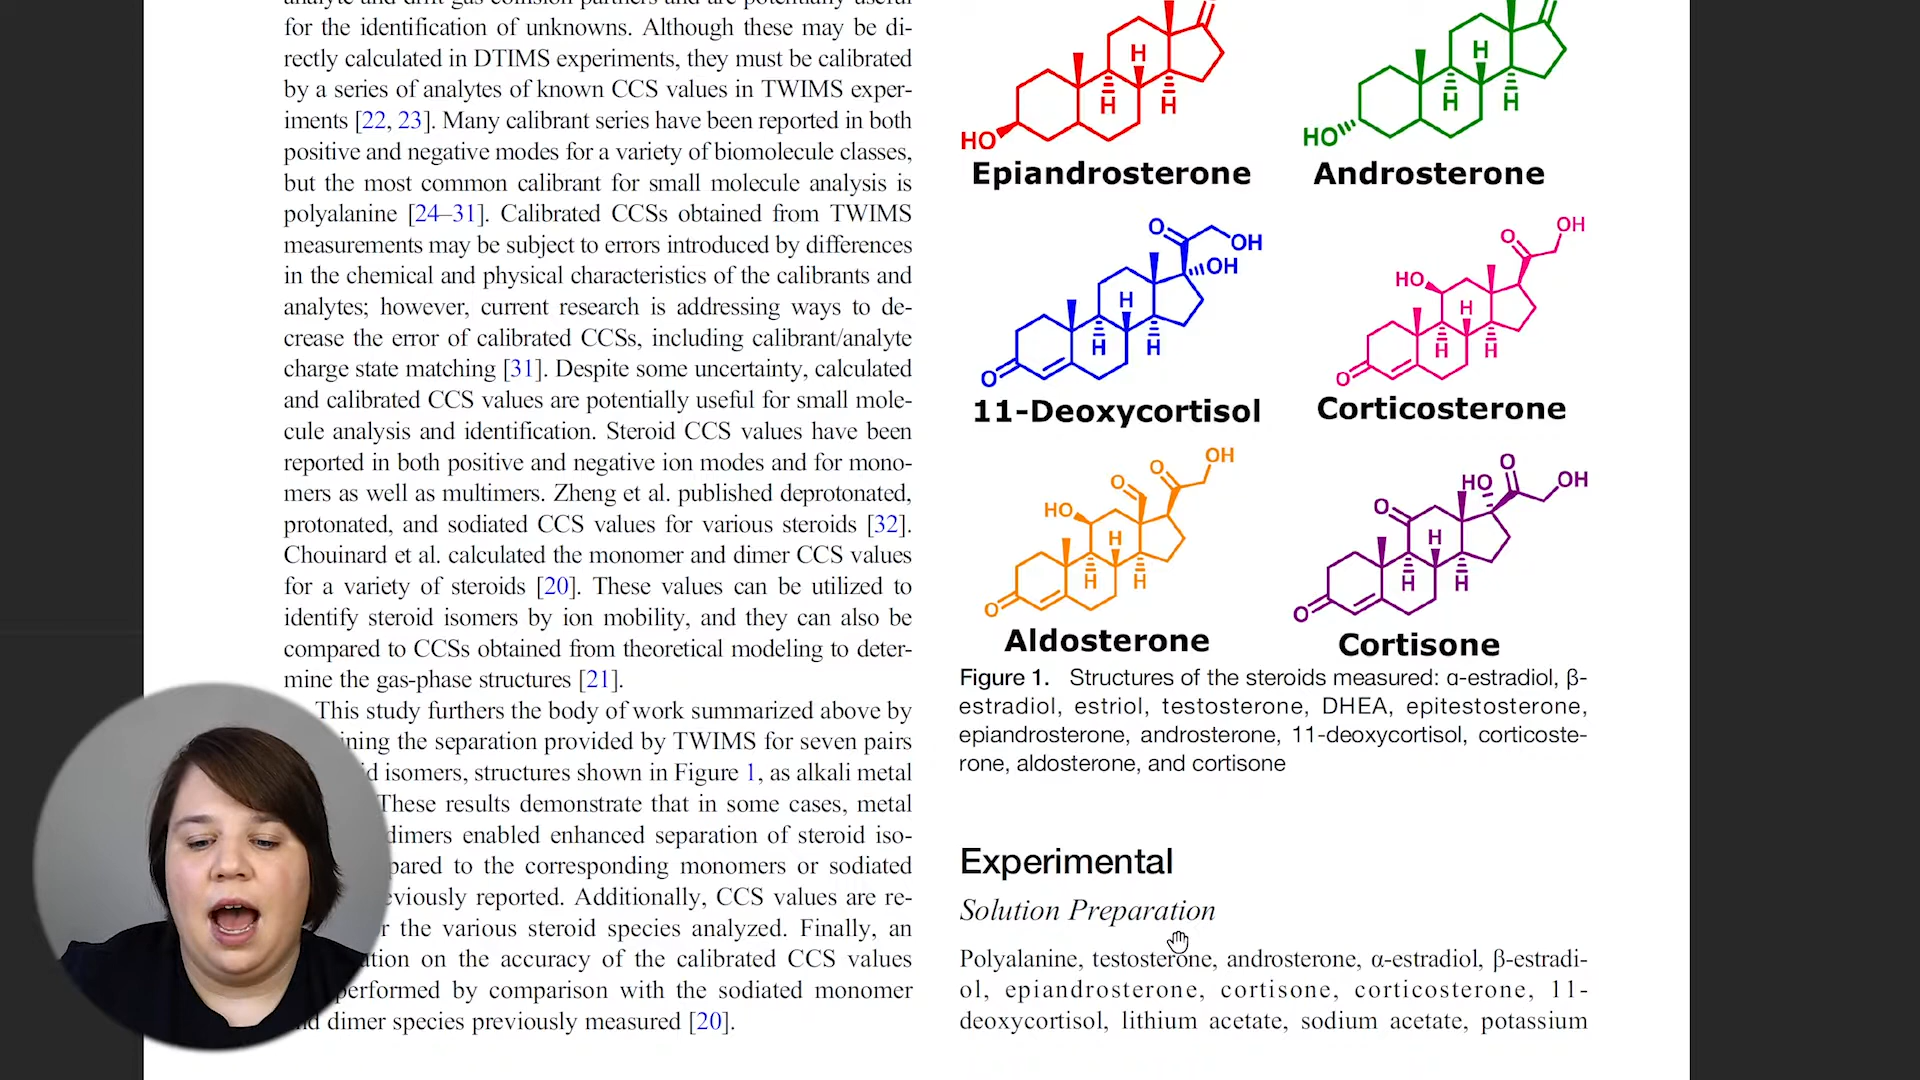 for the identification of unknowns. Although these may be di-
rectly calculated in DTIMS experiments, they must be calibrated
by a series of analytes of known CCS values in TWIMS exper-
iments [22, 23]. Many calibrant series have been reported in both
positive and negative modes for a variety of biomolecule classes,
but the most common calibrant for small molecule analysis is
polyalanine [24–31]. Calibrated CCSs obtained from TWIMS
measurements may be subject to errors introduced by differences
in the chemical and physical characteristics of the calibrants and
analytes; however, current research is addressing ways to de-
crease the error of calibrated CCSs, including calibrant/analyte
charge state matching [31]. Despite some uncertainty, calculated
and calibrated CCS values are potentially useful for small mole-
cule analysis and identification. Steroid CCS values have been
reported in both positive and negative ion modes and for mono-
mers as well as multimers. Zheng et al. published deprotonated,
protonated, and sodiated CCS values for various steroids [32].
Chouinard et al. calculated the monomer and dimer CCS values
for a variety of steroids [20]. These values can be utilized to
identify steroid isomers by ion mobility, and they can also be
compared to CCSs obtained from theoretical modeling to deter-
mine the gas-phase structures [21].
This study furthers the body of work summarized above by
the separation provided by TWIMS for seven pairs
isomers, structures shown in Figure 1, as alkali metal
These results demonstrate that in some cases, metal
dimers enabled enhanced separation of steroid iso-
to the corresponding monomers or sodiated
reported. Additionally, CCS values are re-
the various steroid species analyzed. Finally, an
on the accuracy of the calibrated CCS values
performed by comparison with the sodiated monomer
dimer species previously measured [20].
H
H H
HO
Epiandrosterone
H
H H
HO
Androsterone
O
OH
OH
H
H H
O
11-Deoxycortisol
OH
O
HO
H
H H
O
Corticosterone
OH
O
O
HO
H
H H
O
Aldosterone
O
HO OH
O
H
H H
O
Cortisone
Figure 1. Structures of the steroids measured: α-estradiol, β-
estradiol, estriol, testosterone, DHEA, epitestosterone,
epiandrosterone, androsterone, 11-deoxycortisol, corticoste-
rone, aldosterone, and cortisone
Experimental
Solution Preparation
Polyalanine, testosterone, androsterone, α-estradiol, β-estradi-
ol, epiandrosterone, cortisone, corticosterone, 11-
deoxycortisol, lithium acetate, sodium acetate, potassium